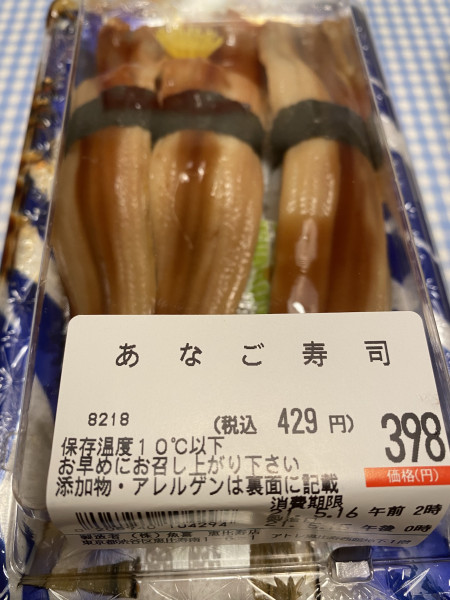 あなご寿司
8218
(税込 429 円)
398
価格(円)
保存温度10℃以下
お早めにお召し上がり下さい
添加物・アレルゲンは裏面に記載
消費期限
5.16 午前 2時
午後 0時